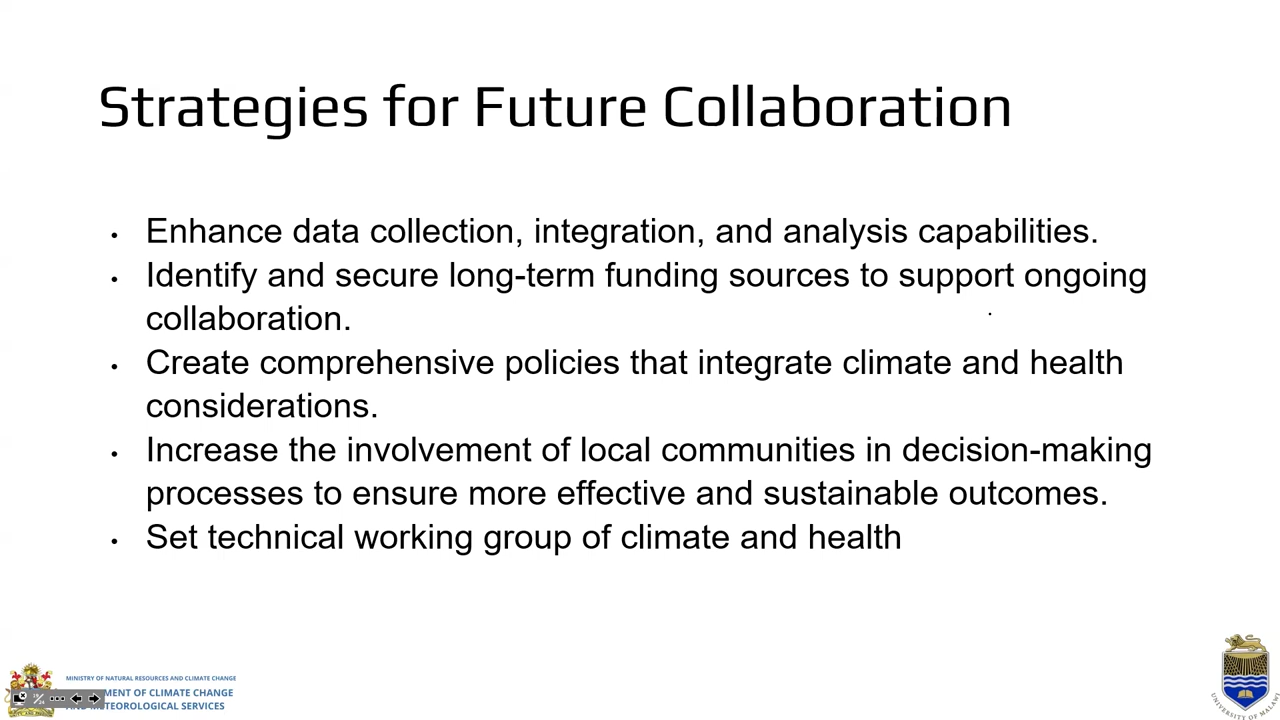 Strategies for Future Collaboration
• Enhance data collection, integration, and analysis capabilities.
• Identify and secure long-term funding sources to support ongoing
collaboration.
• Create comprehensive policies that integrate climate and health
considerations.
• Increase the involvement of local communities in decision-making
processes to ensure more effective and sustainable outcomes.
• Set technical working group of climate and health
MINISTRY OF NATURAL RESOURCES AND CLIMATE CHANGE
MENT OF CLIMATE CHANGE
TEOROLOGICAL SERVICES
UNIVERSITY OF MALAWI